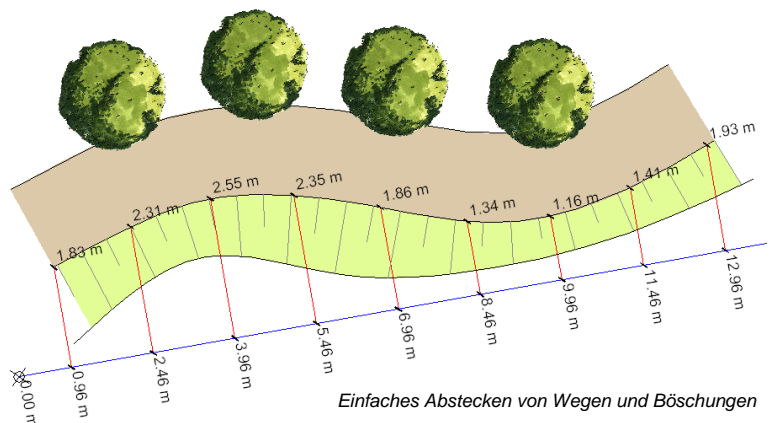 1.83 m
2.31 m
2.55 m
2.35 m
1.86 m
1.34 m
1.16 m
1.41 m
1.93 m
0.00 m
0.96 m
2.46 m
3.96 m
5.46 m
6.96 m
8.46 m
9.96 m
11.46 m
12.96 m
Einfaches Abstecken von Wegen und Böschungen